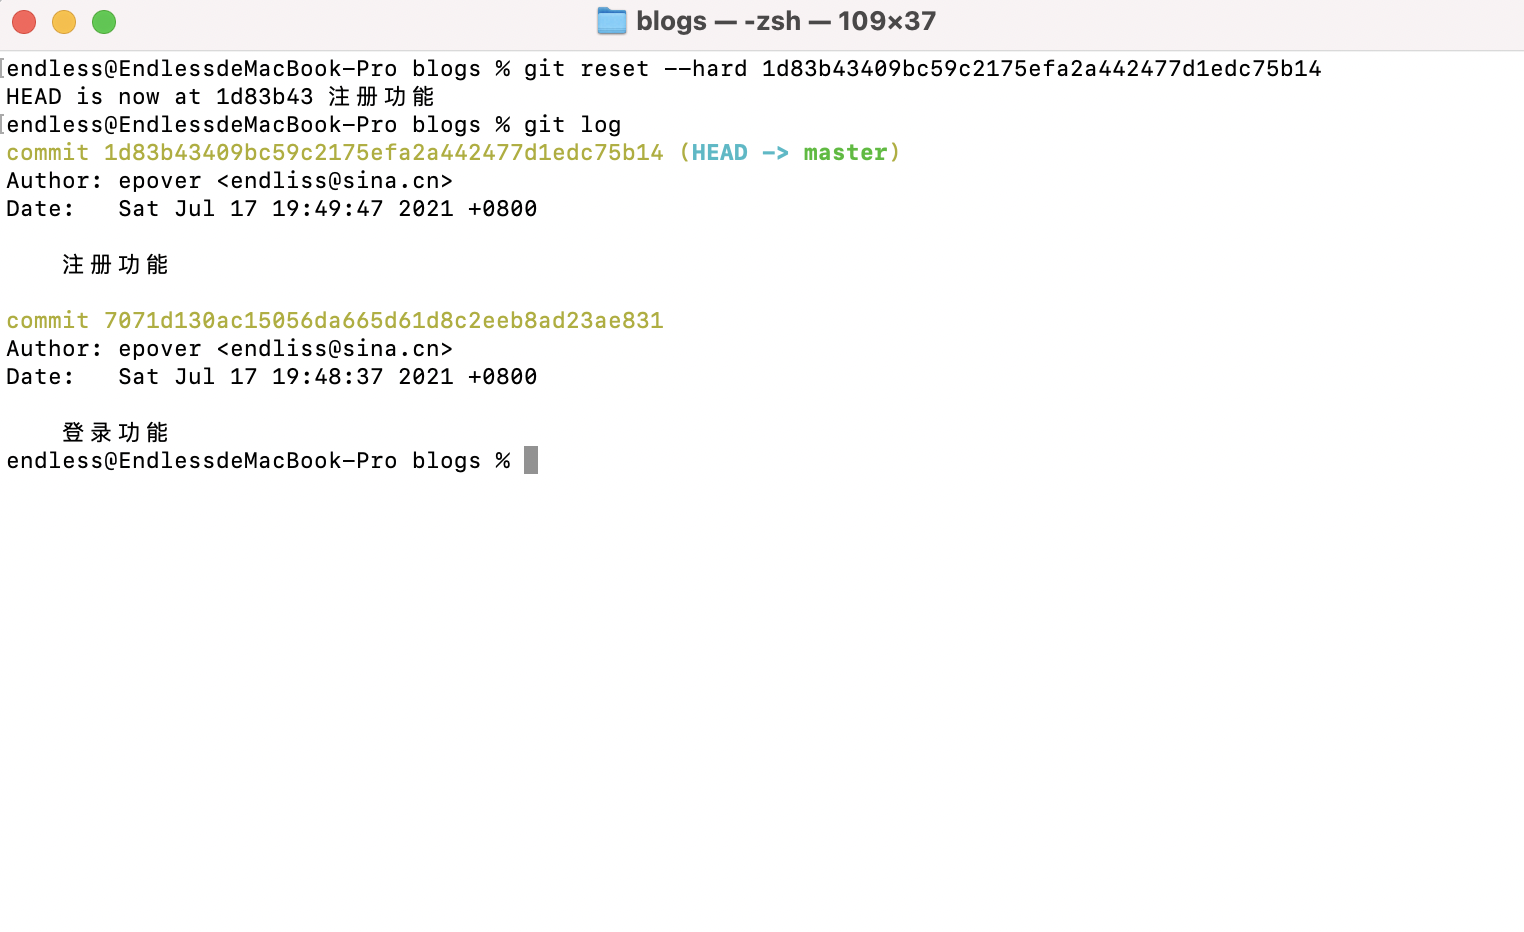 blogs — -zsh — 109×37
endless@EndlessdeMacBook-Pro blogs % git reset --hard 1d83b43409bc59c2175efa2a442477d1edc75b14
HEAD is now at 1d83b43 注册功能
endless@EndlessdeMacBook-Pro blogs % git log
commit 1d83b43409bc59c2175efa2a442477d1edc75b14 (HEAD -> master)
Author: epover <endliss@sina.cn>
Date:   Sat Jul 17 19:49:47 2021 +0800
注册功能
commit 7071d130ac15056da665d61d8c2eeb8ad23ae831
Author: epover <endliss@sina.cn>
Date:   Sat Jul 17 19:48:37 2021 +0800
登录功能
endless@EndlessdeMacBook-Pro blogs %